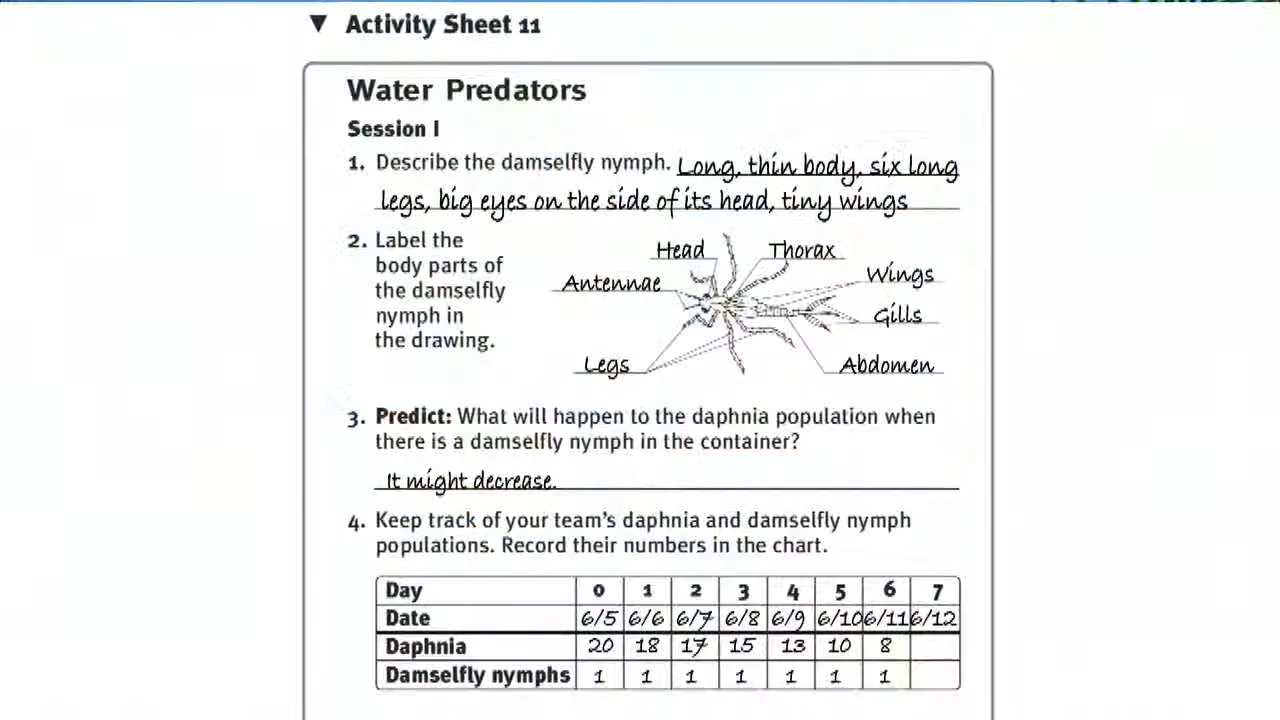 ▼ Activity Sheet 11
Water Predators
Session I
1. Describe the damselfly nymph. Long, thin body, six long
legs, big eyes on the side of its head, tiny wings
2. Label the
body parts of
the damselfly
nymph in
the drawing.
Head
Thorax
Antennae
Wings
Gills
Legs
Abdomen
3. Predict: What will happen to the daphnia population when
there is a damselfly nymph in the container?
It might decrease.
4. Keep track of your team's daphnia and damselfly nymph
populations. Record their numbers in the chart.
Day 0 1 2 3 4 5 6 7
Date 6/5 6/6 6/7 6/8 6/9 6/10 6/11 6/12
Daphnia 20 18 17 15 13 10 8
Damselfly nymphs 1 1 1 1 1 1 1